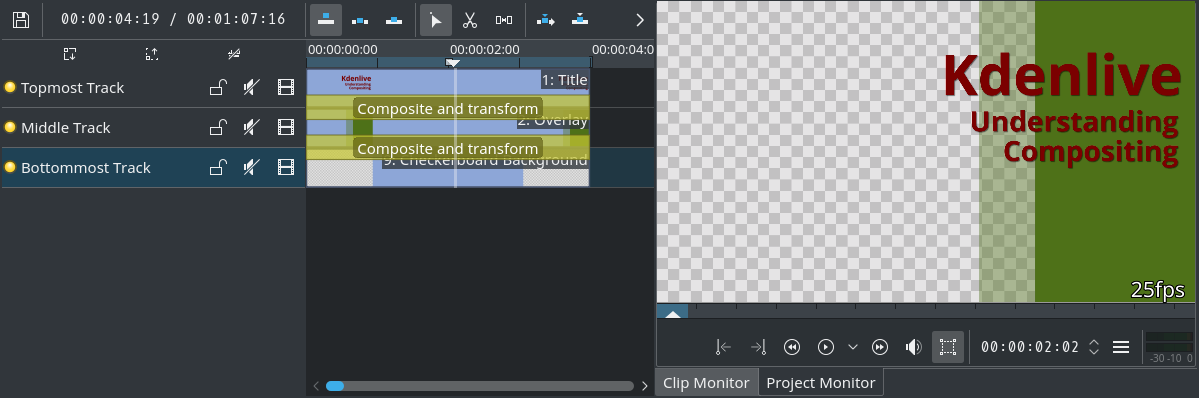 00:00:04:19 / 00:01:07:16
00:00:00:00 00:00:02:00 00:00:04:0
Topmost Track
Kdenlive
Understanding
Compositing
1: Title
Composite and transform
Middle Track
2: Overlay
Composite and transform
Bottommost Track
9: Checkerboard Background
Kdenlive
Understanding
Compositing
25fps
00:00:02:02
-30 -10 0
Clip Monitor
Project Monitor